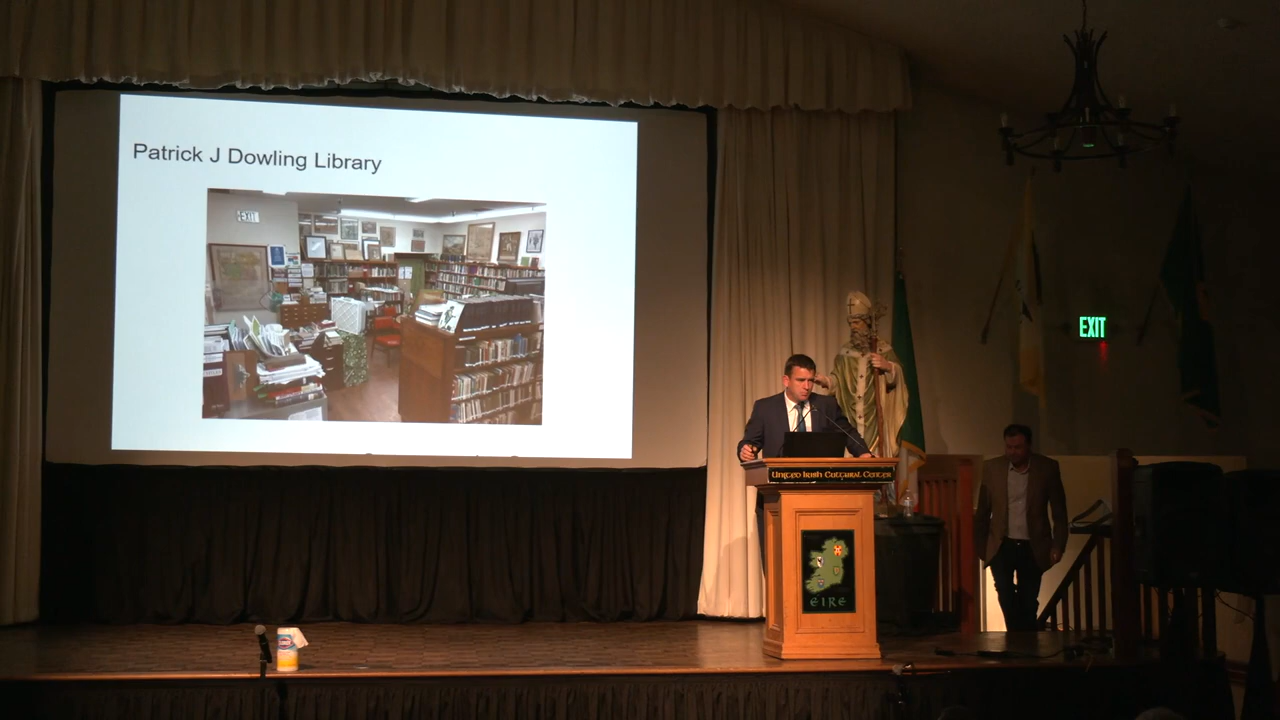 Patrick J Dowling Library
EXIT
EXIT
United Irish Cultural Center
EIRE